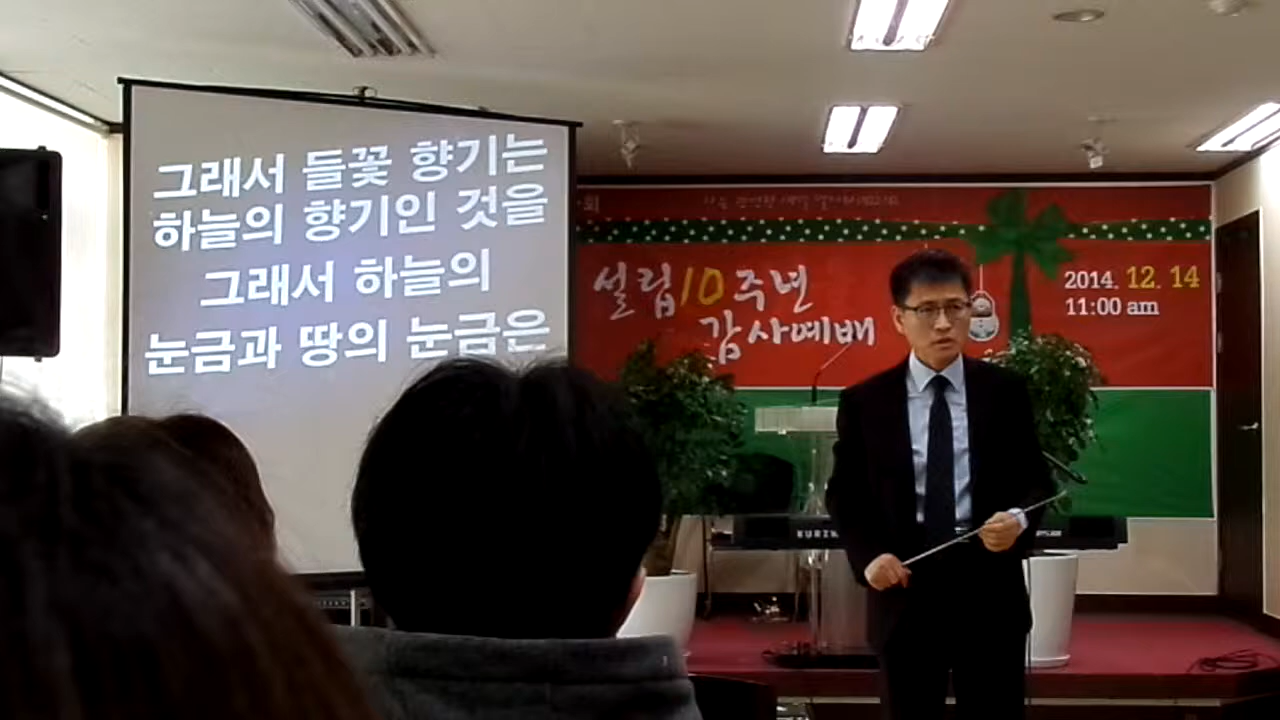 그래서 들꽃 향기는
하늘의 향기인 것을
그래서 하늘의
눈금과 땅의 눈금은
설립10주년
감사예배
2014. 12. 14
11:00 am